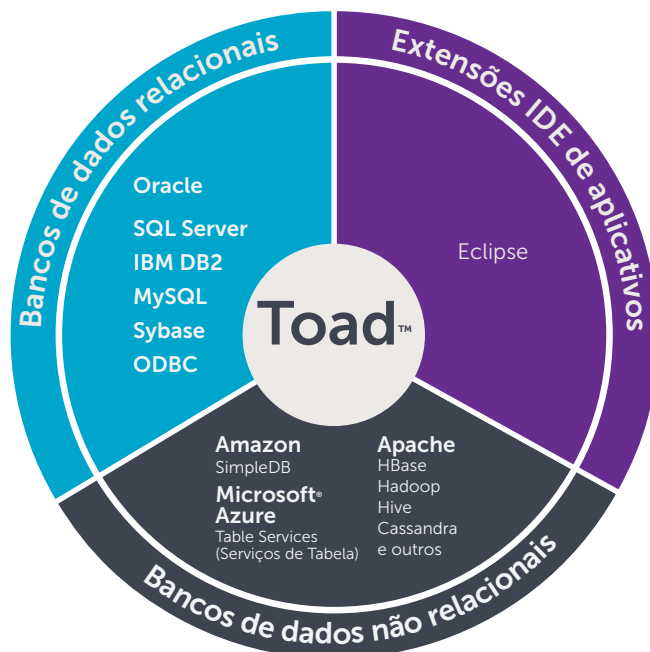 Bancos de dados relacionais
Oracle
SQL Server
IBM DB2
MySQL
Sybase
ODBC
Extensões IDE de aplicativos
Eclipse
Toad™
Amazon
SimpleDB
Microsoft®
Azure
Table Services
(Serviços de Tabela)
Apache
HBase
Hadoop
Hive
Cassandra
e outros
Bancos de dados não relacionais